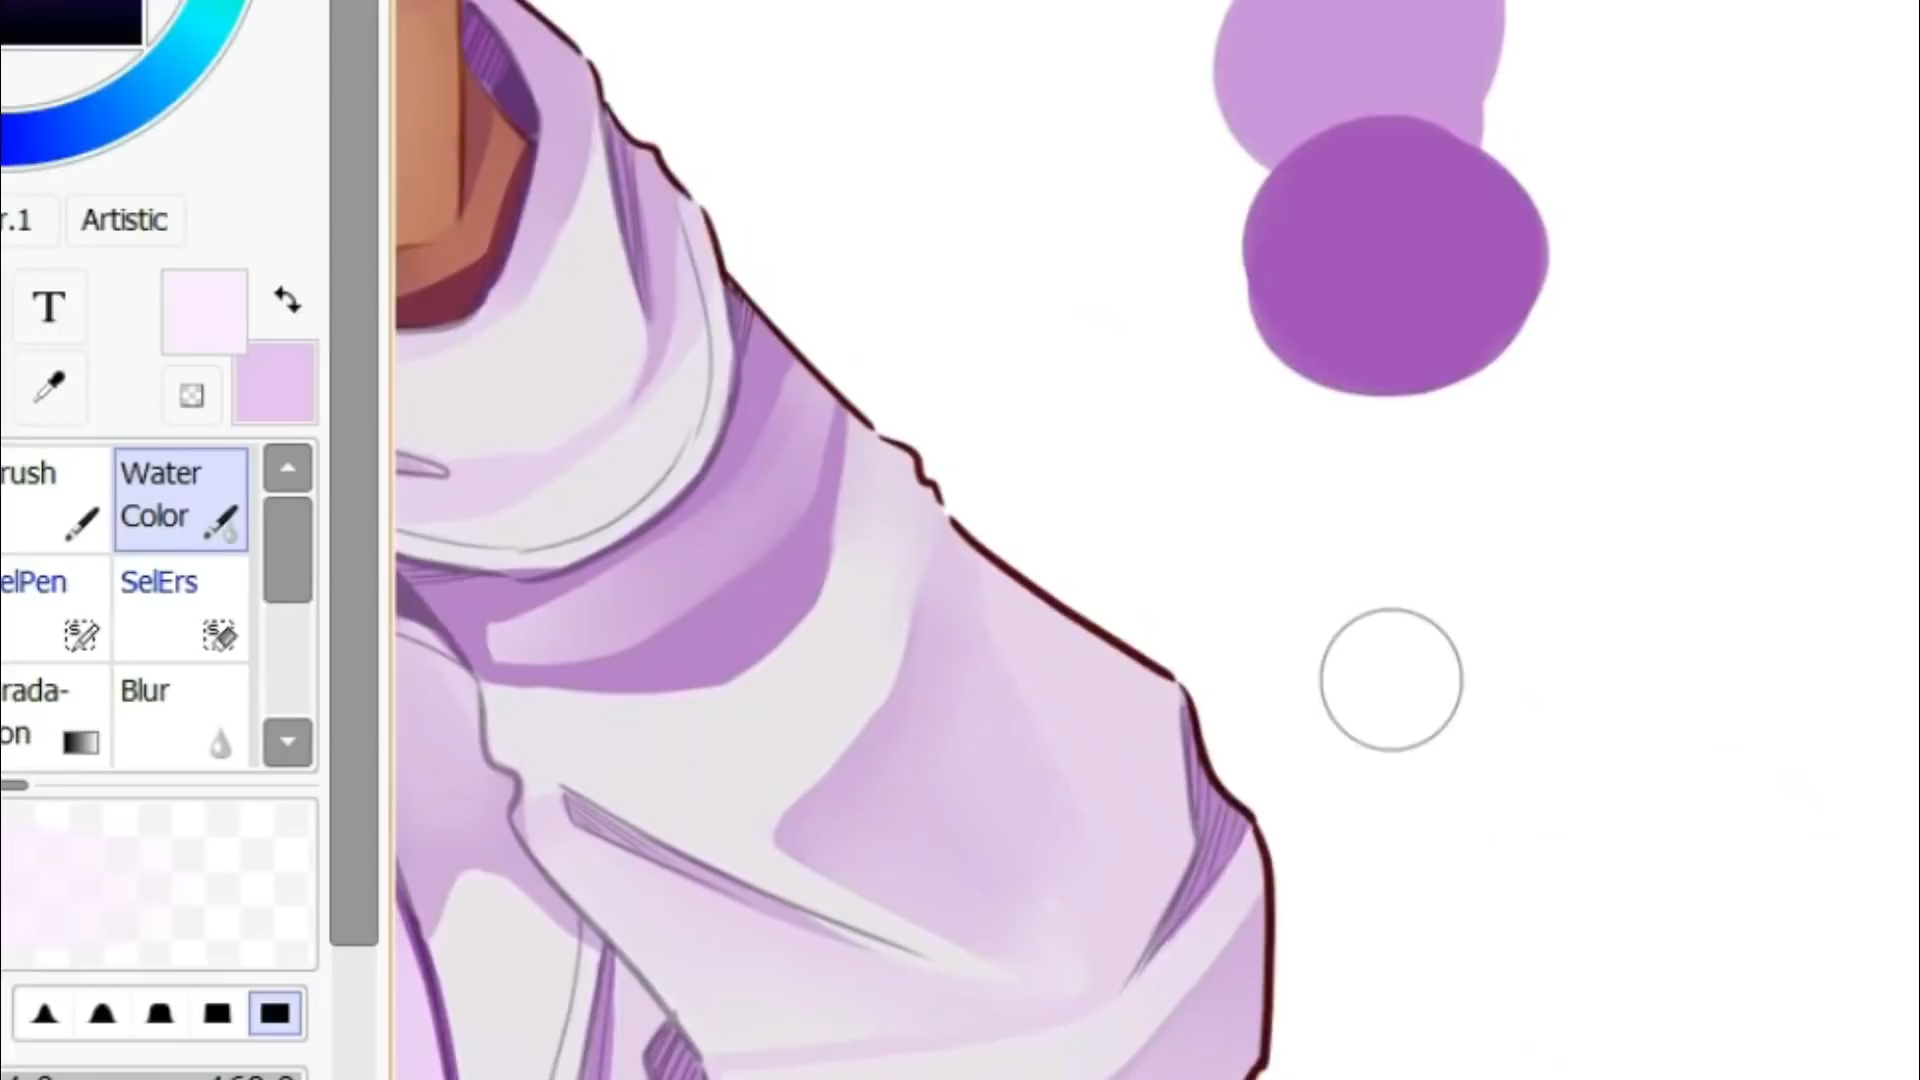 r.1
Artistic
T
rush
Water
Color
elPen
SelErs
rada-
on
Blur